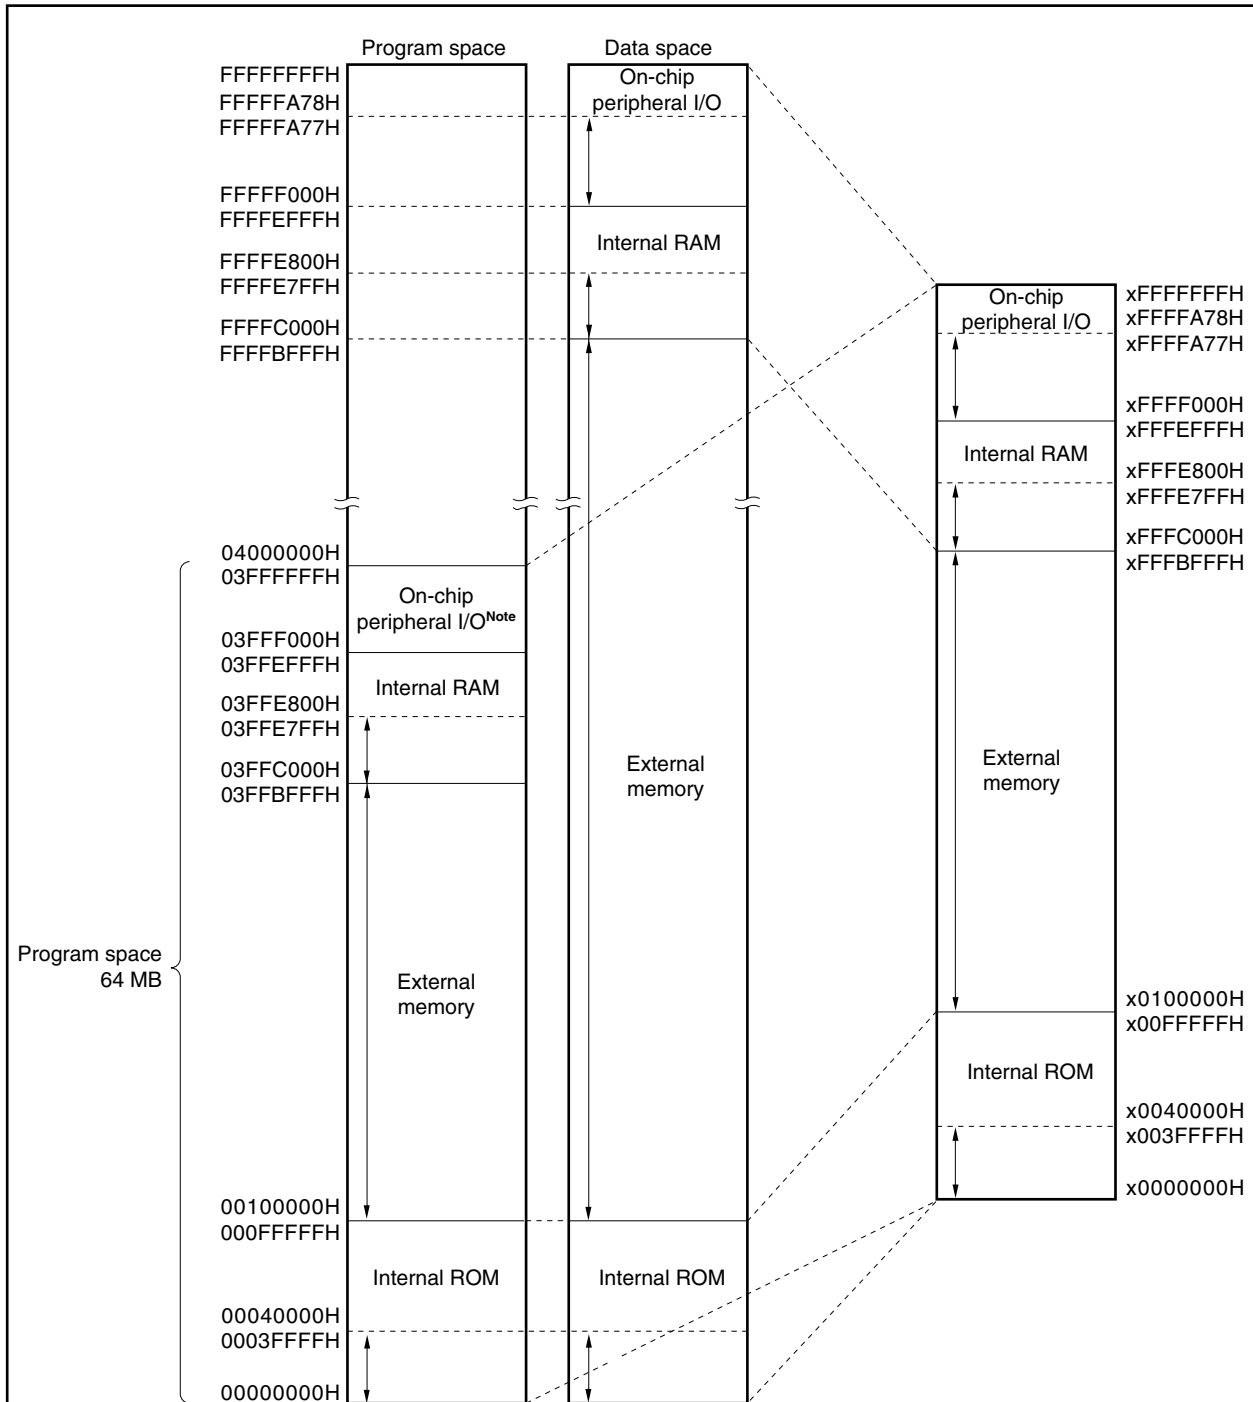 Program space
Data space
FFFFFFFFH
FFFFFA78H
FFFFFA77H
FFFFF000H
FFFFEFFFH
FFFFE800H
FFFFE7FFH
FFFFC000H
FFFFBFFFH
04000000H
03FFFFFFH
03FFF000H
03FFEFFFH
03FFE800H
03FFE7FFH
03FFC000H
03FFBFFFH
00100000H
000FFFFFH
00040000H
0003FFFFH
00000000H
Program space
64 MB
On-chip
peripheral I/ONote
Internal RAM
External
memory
Internal ROM
On-chip
peripheral I/O
Internal RAM
External
memory
Internal ROM
On-chip
peripheral I/O
Internal RAM
External
memory
Internal ROM
xFFFFFFFH
xFFFFA78H
xFFFFA77H
xFFFF000H
xFFFEFFFH
xFFFE800H
xFFFE7FFH
xFFFC000H
xFFFBFFFH
x0100000H
x00FFFFFH
x0040000H
x003FFFFH
x0000000H